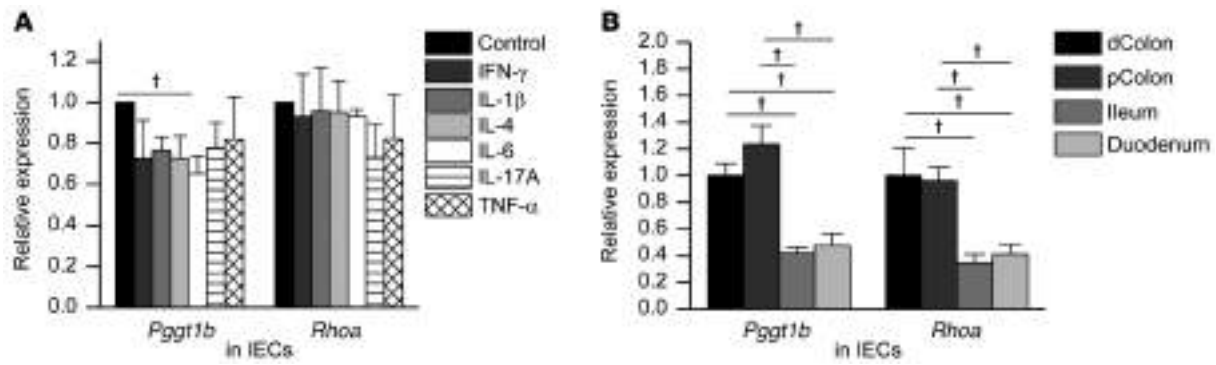 A
Relative expression
1.2
1.0
0.8
0.6
0.4
0.2
0.0
†
Pggt1b
Rhoa
in IECs
Control
IFN-γ
IL-1β
IL-4
IL-6
IL-17A
TNF-α
B
Relative expression
2.0
1.8
1.6
1.4
1.2
1.0
0.8
0.6
0.4
0.2
0.0
†
†
†
†
†
†
†
†
Pggt1b
Rhoa
in IECs
dColon
pColon
Ileum
Duodenum